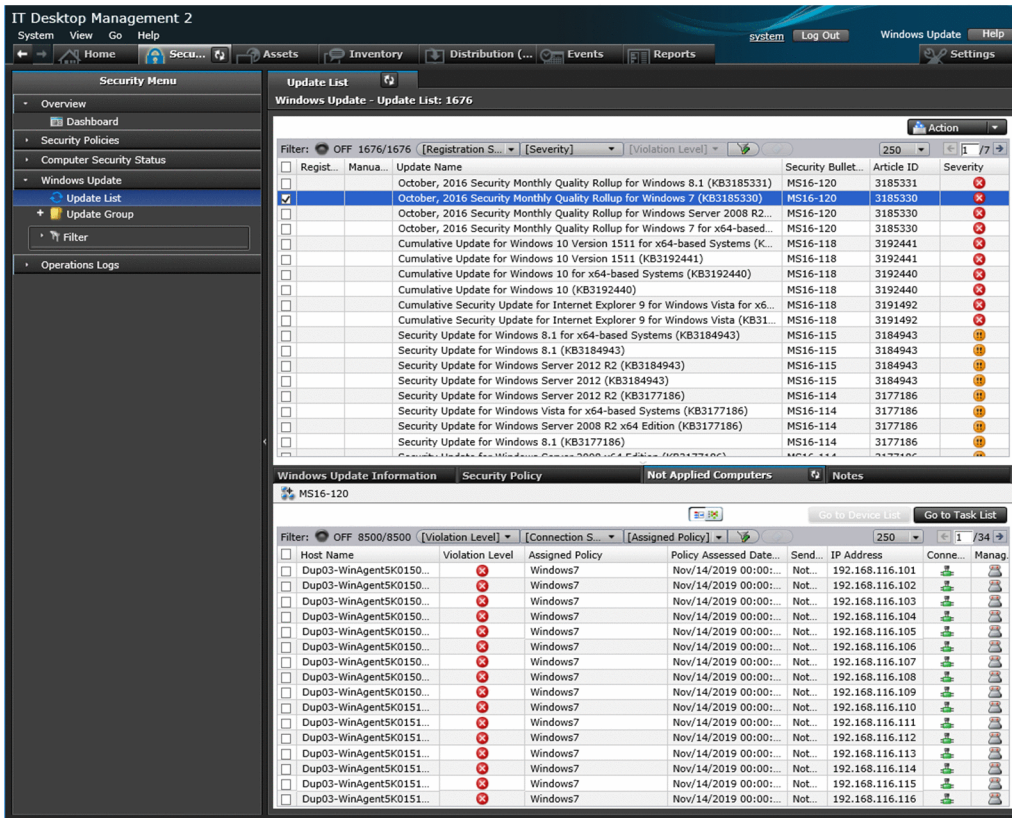 IT Desktop Management 2
System View Go Help
system Log Out Windows Update Help
Home Secu... Assets Inventory Distribution (... Events Reports Settings
Security Menu
Overview
Dashboard
Security Policies
Computer Security Status
Windows Update
Update List
Update Group
Filter
Operations Logs
Update List
Windows Update - Update List: 1676
Action
Filter: OFF 1676/1676 [Registration S... [Severity] [Violation Level] 250 1 /7
Regist... Manua... Update Name Security Bullet... Article ID Severity
October, 2016 Security Monthly Quality Rollup for Windows 8.1 (KB3185331) MS16-120 3185331
October, 2016 Security Monthly Quality Rollup for Windows 7 (KB3185330) MS16-120 3185330
October, 2016 Security Monthly Quality Rollup for Windows Server 2008 R2... MS16-120 3185330
October, 2016 Security Monthly Quality Rollup for Windows 7 for x64-based... MS16-120 3185330
Cumulative Update for Windows 10 Version 1511 for x64-based Systems (K... MS16-118 3192441
Cumulative Update for Windows 10 Version 1511 (KB3192441) MS16-118 3192441
Cumulative Update for Windows 10 for x64-based Systems (KB3192440) MS16-118 3192440
Cumulative Update for Windows 10 (KB3192440) MS16-118 3192440
Cumulative Security Update for Internet Explorer 9 for Windows Vista for x6... MS16-118 3191492
Cumulative Security Update for Internet Explorer 9 for Windows Vista (KB31... MS16-118 3191492
Security Update for Windows 8.1 for x64-based Systems (KB3184943) MS16-115 3184943
Security Update for Windows 8.1 (KB3184943) MS16-115 3184943
Security Update for Windows Server 2012 R2 (KB3184943) MS16-115 3184943
Security Update for Windows Server 2012 (KB3184943) MS16-115 3184943
Security Update for Windows Server 2012 R2 (KB3177186) MS16-114 3177186
Security Update for Windows Vista for x64-based Systems (KB3177186) MS16-114 3177186
Security Update for Windows Server 2008 R2 x64 Edition (KB3177186) MS16-114 3177186
Security Update for Windows 8.1 (KB3177186) MS16-114 3177186
Security Update for Windows Server 2008 x64 Edition (KB3177186) MS16-114 3177186
Windows Update Information Security Policy Not Applied Computers Notes
MS16-120
Go to Device List Go to Task List
Filter: OFF 8500/8500 [Violation Level] [Connection S... [Assigned Policy] 250 1 /34
Host Name Violation Level Assigned Policy Policy Assessed Date... Send... IP Address Conne... Manag.
Dup03-WinAgent5K0150... Windows7 Nov/14/2019 00:00:... Not... 192.168.116.101
Dup03-WinAgent5K0150... Windows7 Nov/14/2019 00:00:... Not... 192.168.116.102
Dup03-WinAgent5K0150... Windows7 Nov/14/2019 00:00:... Not... 192.168.116.103
Dup03-WinAgent5K0150... Windows7 Nov/14/2019 00:00:... Not... 192.168.116.104
Dup03-WinAgent5K0150... Windows7 Nov/14/2019 00:00:... Not... 192.168.116.105
Dup03-WinAgent5K0150... Windows7 Nov/14/2019 00:00:... Not... 192.168.116.106
Dup03-WinAgent5K0150... Windows7 Nov/14/2019 00:00:... Not... 192.168.116.107
Dup03-WinAgent5K0150... Windows7 Nov/14/2019 00:00:... Not... 192.168.116.108
Dup03-WinAgent5K0150... Windows7 Nov/14/2019 00:00:... Not... 192.168.116.109
Dup03-WinAgent5K0151... Windows7 Nov/14/2019 00:00:... Not... 192.168.116.110
Dup03-WinAgent5K0151... Windows7 Nov/14/2019 00:00:... Not... 192.168.116.111
Dup03-WinAgent5K0151... Windows7 Nov/14/2019 00:00:... Not... 192.168.116.112
Dup03-WinAgent5K0151... Windows7 Nov/14/2019 00:00:... Not... 192.168.116.113
Dup03-WinAgent5K0151... Windows7 Nov/14/2019 00:00:... Not... 192.168.116.114
Dup03-WinAgent5K0151... Windows7 Nov/14/2019 00:00:... Not... 192.168.116.115
Dup03-WinAgent5K0151... Windows7 Nov/14/2019 00:00:... Not... 192.168.116.116